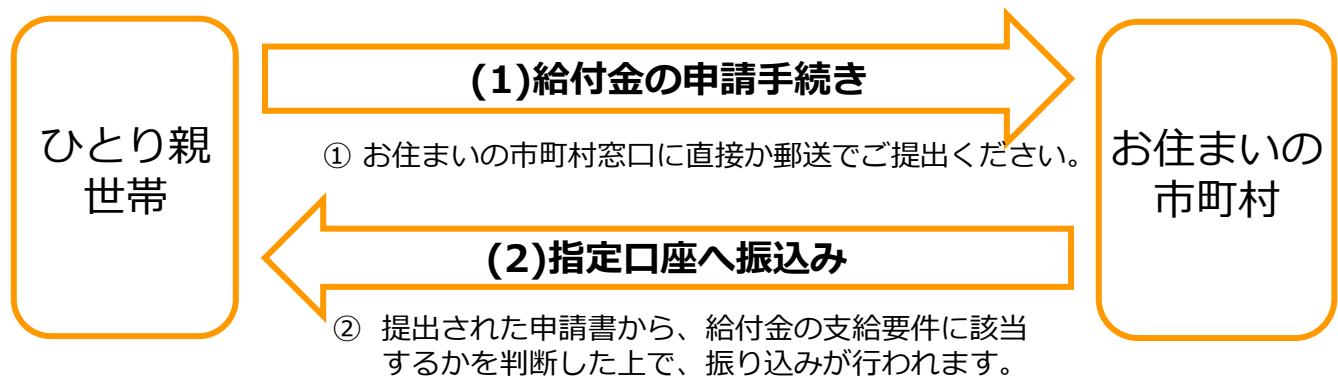 ひとり親
世帯
(1)給付金の申請手続き
① お住まいの市町村窓口に直接か郵送でご提出ください。
(2)指定口座へ振込み
② 提出された申請書から、給付金の支給要件に該当
するかを判断した上で、振り込みが行われます。
お住まいの
市町村